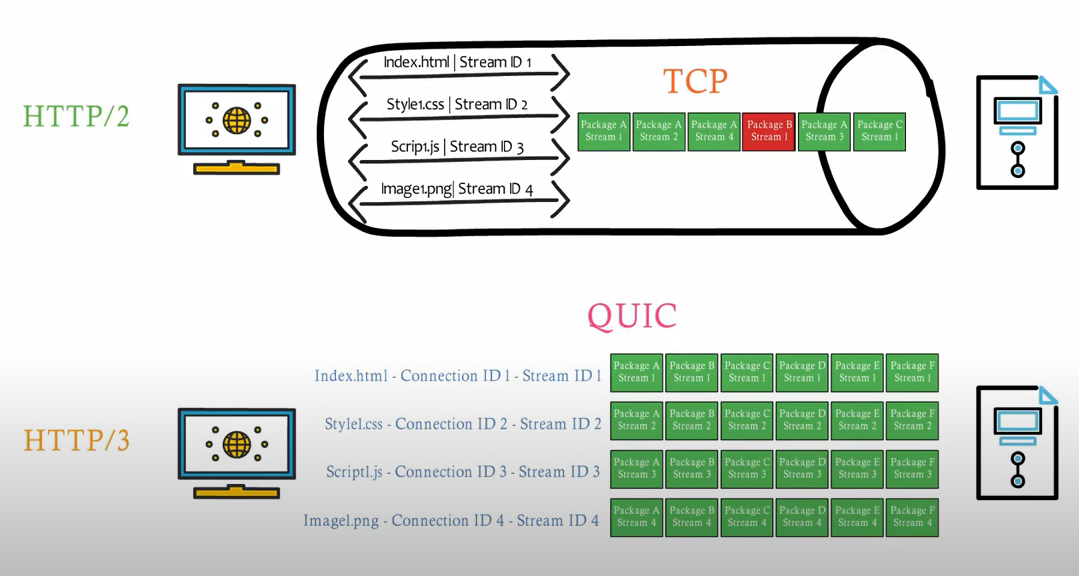 HTTP/2
Index.html | Stream ID 1
Style1.css | Stream ID 2
Scrip1.js | Stream ID 3
Image1.png| Stream ID 4
TCP
Package A Package A Package A Package B Package A Package C
Stream 1 Stream 2 Stream 4 Stream 1 Stream 3 Stream 1
QUIC
HTTP/3
Index.html - Connection ID 1 - Stream ID 1
Package A Package B Package C Package D Package E Package F
Stream 1 Stream 1 Stream 1 Stream 1 Stream 1 Stream 1
Style1.css - Connection ID 2 - Stream ID 2
Package A Package B Package C Package D Package E Package F
Stream 2 Stream 2 Stream 2 Stream 2 Stream 2 Stream 2
Script1.js - Connection ID 3 - Stream ID 3
Package A Package B Package C Package D Package E Package F
Stream 3 Stream 3 Stream 3 Stream 3 Stream 3 Stream 3
Image1.png - Connection ID 4 - Stream ID 4
Package A Package B Package C Package D Package E Package F
Stream 4 Stream 4 Stream 4 Stream 4 Stream 4 Stream 4